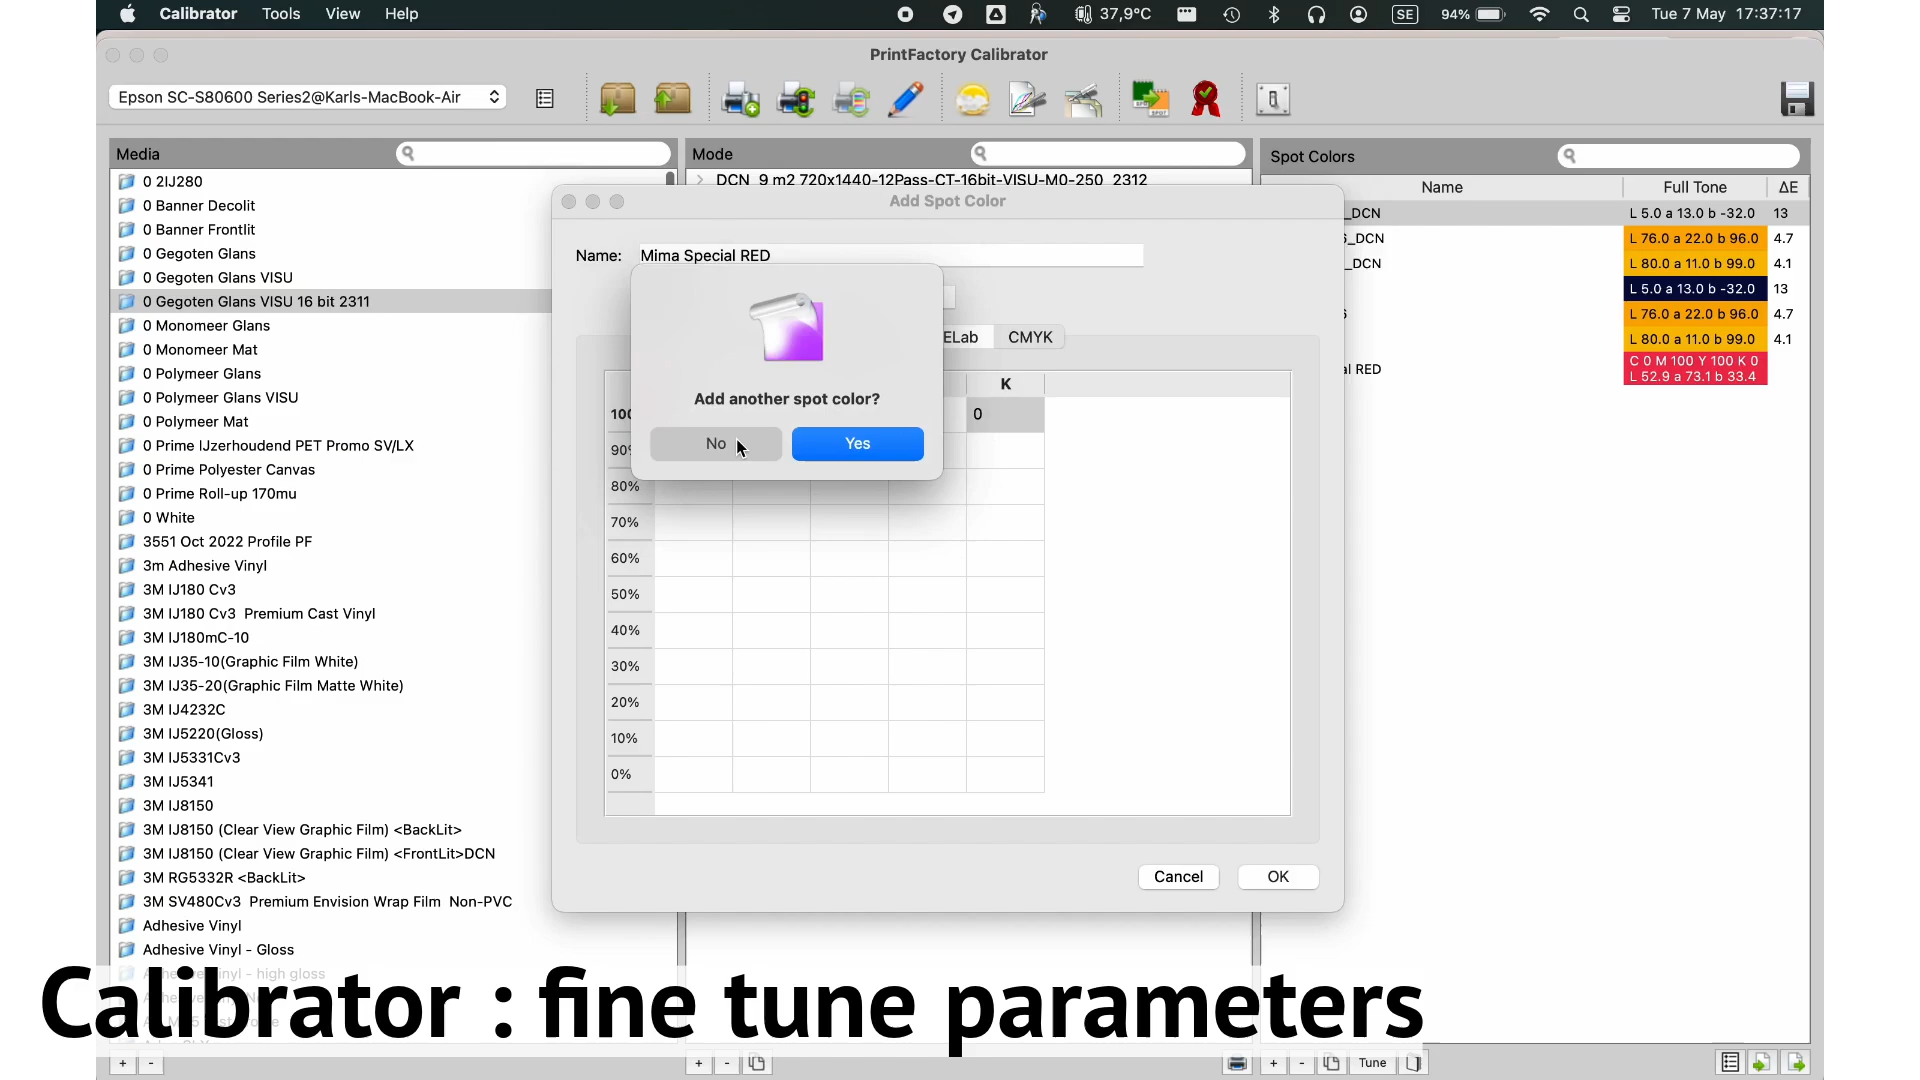 Calibrator Tools View Help 37,9°C SE 94% Tue 7 May 17:37:17
PrintFactory Calibrator
Epson SC-S80600 Series2@Karls-MacBook-Air
Media
Mode
Spot Colors
0 2IJ280
0 Banner Decolit
0 Banner Frontlit
0 Gegoten Glans
0 Gegoten Glans VISU
0 Gegoten Glans VISU 16 bit 2311
0 Monomeer Glans
0 Monomeer Mat
0 Polymeer Glans
0 Polymeer Glans VISU
0 Polymeer Mat
0 Prime IJzerhoudend PET Promo SV/LX
0 Prime Polyester Canvas
0 Prime Roll-up 170mu
0 White
3551 Oct 2022 Profile PF
3m Adhesive Vinyl
3M IJ180 Cv3
3M IJ180 Cv3 Premium Cast Vinyl
3M IJ180mC-10
3M IJ35-10(Graphic Film White)
3M IJ35-20(Graphic Film Matte White)
3M IJ4232C
3M IJ5220(Gloss)
3M IJ5331Cv3
3M IJ5341
3M IJ8150
3M IJ8150 (Clear View Graphic Film) <BackLit>
3M IJ8150 (Clear View Graphic Film) <FrontLit>DCN
3M RG5332R <BackLit>
3M SV480Cv3 Premium Envision Wrap Film Non-PVC
Adhesive Vinyl
Adhesive Vinyl - Gloss
DCN_9 m2 720x1440-12Pass-CT-16bit-VISU-M0-250_2312
Add Spot Color
Name: Mima Special RED
ELab CMYK
K
0
90%
80%
70%
60%
50%
40%
30%
20%
10%
0%
Add another spot color?
No Yes
Cancel OK
Name Full Tone ΔE
_DCN L 5.0 a 13.0 b -32.0 13
_DCN L 76.0 a 22.0 b 96.0 4.7
_DCN L 80.0 a 11.0 b 99.0 4.1
L 5.0 a 13.0 b -32.0 13
L 76.0 a 22.0 b 96.0 4.7
L 80.0 a 11.0 b 99.0 4.1
al RED C 0 M 100 Y 100 K 0
L 52.9 a 73.1 b 33.4
Calibrator : fine tune parameters
+ - + - + - Tune